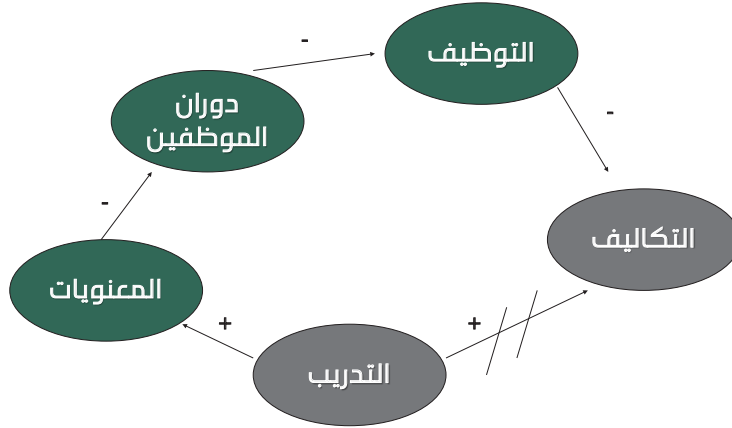 -
التوظيف
-
دوران
الموظفين
-
التكاليف
المعنويات
+
+
التدريب